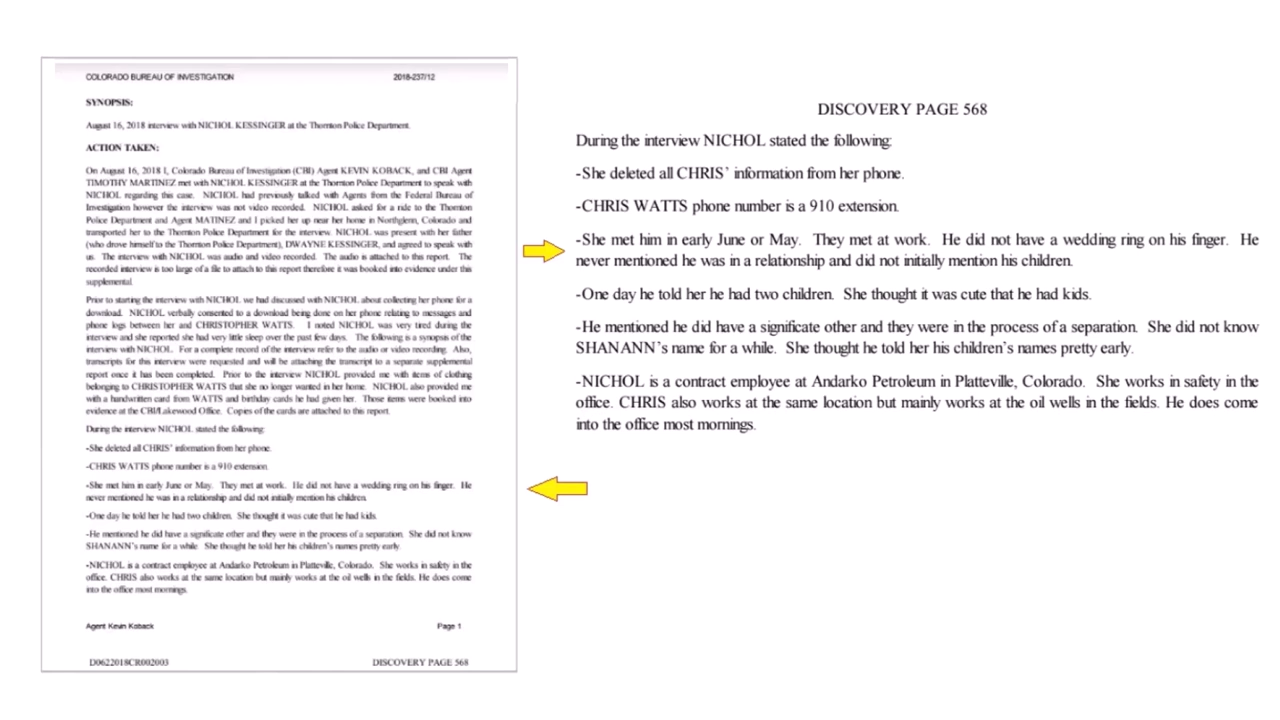 COLORADO BUREAU OF INVESTIGATION 2018-237/12
SYNOPSIS:
August 16, 2018 interview with NICHOL KESSINGER at the Thornton Police Department.
ACTION TAKEN:
On August 16, 2018 I, Colorado Bureau of Investigation (CBI) Agent KEVIN KOBACK, and CBI Agent
TIMOTHY MARTINEZ met with NICHOL KESSINGER at the Thornton Police Department to speak with
NICHOL regarding this case. NICHOL had previously talked with Agents from the Federal Bureau of
Investigation however the interview was not video recorded. NICHOL asked for a ride to the Thornton
Police Department and Agent MATINEZ and I picked her up near her home in Northglenn, Colorado and
transported her to the Thornton Police Department for the interview. NICHOL was present with her father
(who drove himself to the Thornton Police Department), DWAYNE KESSINGER, and agreed to speak with
us. The interview with NICHOL was audio and video recorded. The audio is attached to this report. The
recorded interview is too large of a file to attach to this report therefore it was booked into evidence under this
supplemental.
Prior to starting the interview with NICHOL we had discussed with NICHOL about collecting her phone for a
download. NICHOL verbally consented to a download being done on her phone relating to messages and
phone logs between her and CHRISTOPHER WATTS. I noted NICHOL was very tired during the
interview and she reported she had very little sleep over the past few days. The following is a synopsis of the
interview with NICHOL. For a complete record of the interview refer to the audio or video recording. Also,
transcripts for this interview were requested and will be attaching the transcript to a separate supplemental
report once it has been completed. Prior to the interview NICHOL provided me with items of clothing
belonging to CHRISTOPHER WATTS that she no longer wanted in her home. NICHOL also provided me
with a handwritten card from WATTS and birthday cards he had given her. Those items were booked into
evidence at the CBI/Lakewood Office. Copies of the cards are attached to this report.
During the interview NICHOL stated the following:
-She deleted all CHRIS' information from her phone.
-CHRIS WATTS phone number is a 910 extension.
-She met him in early June or May. They met at work. He did not have a wedding ring on his finger. He
never mentioned he was in a relationship and did not initially mention his children.
-One day he told her he had two children. She thought it was cute that he had kids.
-He mentioned he did have a significate other and they were in the process of a separation. She did not know
SHANANN's name for a while. She thought he told her his children's names pretty early.
-NICHOL is a contract employee at Andarko Petroleum in Platteville, Colorado. She works in safety in the
office. CHRIS also works at the same location but mainly works at the oil wells in the fields. He does come
into the office most mornings.
Agent Kevin Koback Page 1
D0622018CR002003 DISCOVERY PAGE 568
DISCOVERY PAGE 568
During the interview NICHOL stated the following:
-She deleted all CHRIS' information from her phone.
-CHRIS WATTS phone number is a 910 extension.
-She met him in early June or May. They met at work. He did not have a wedding ring on his finger. He
never mentioned he was in a relationship and did not initially mention his children.
-One day he told her he had two children. She thought it was cute that he had kids.
-He mentioned he did have a significate other and they were in the process of a separation. She did not know
SHANANN's name for a while. She thought he told her his children's names pretty early.
-NICHOL is a contract employee at Andarko Petroleum in Platteville, Colorado. She works in safety in the
office. CHRIS also works at the same location but mainly works at the oil wells in the fields. He does come
into the office most mornings.